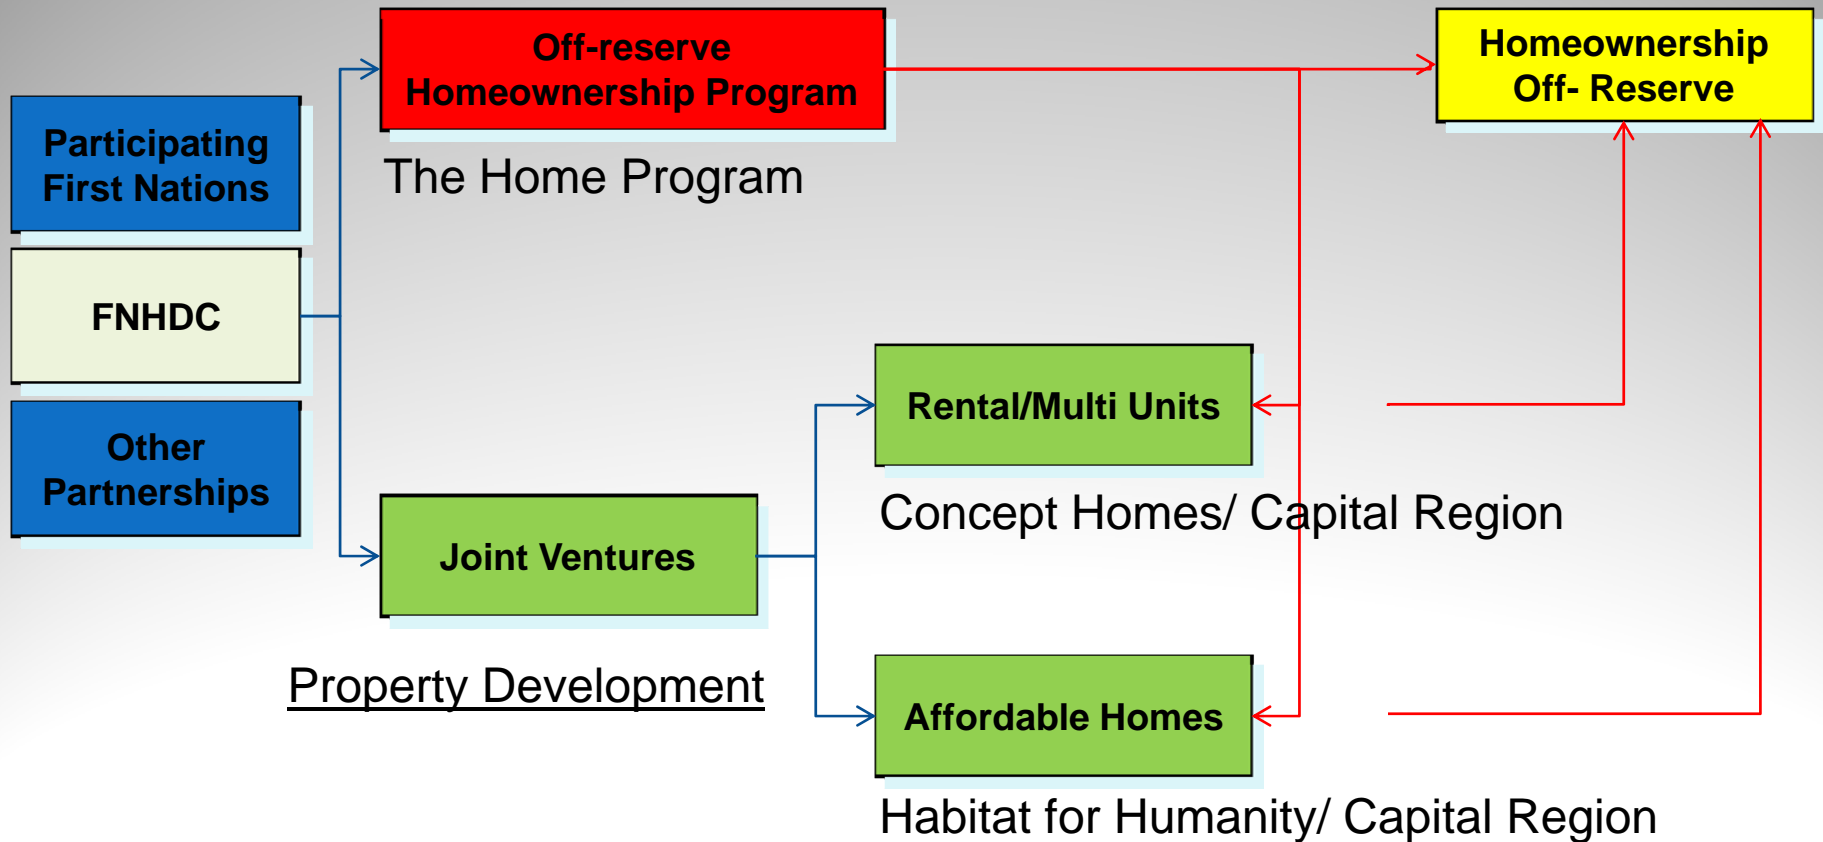 Off-reserve
Homeownership Program
Homeownership
Off- Reserve
Participating
First Nations
The Home Program
FNHDC
Rental/Multi Units
Other
Partnerships
Concept Homes/ Capital Region
Joint Ventures
Property Development
Affordable Homes
Habitat for Humanity/ Capital Region